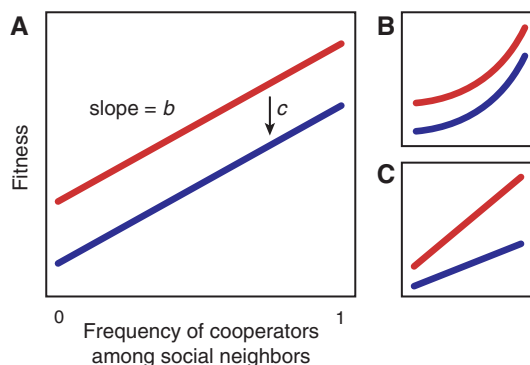 A
slope = b
c
Fitness
0
1
Frequency of cooperators
among social neighbors
B
C